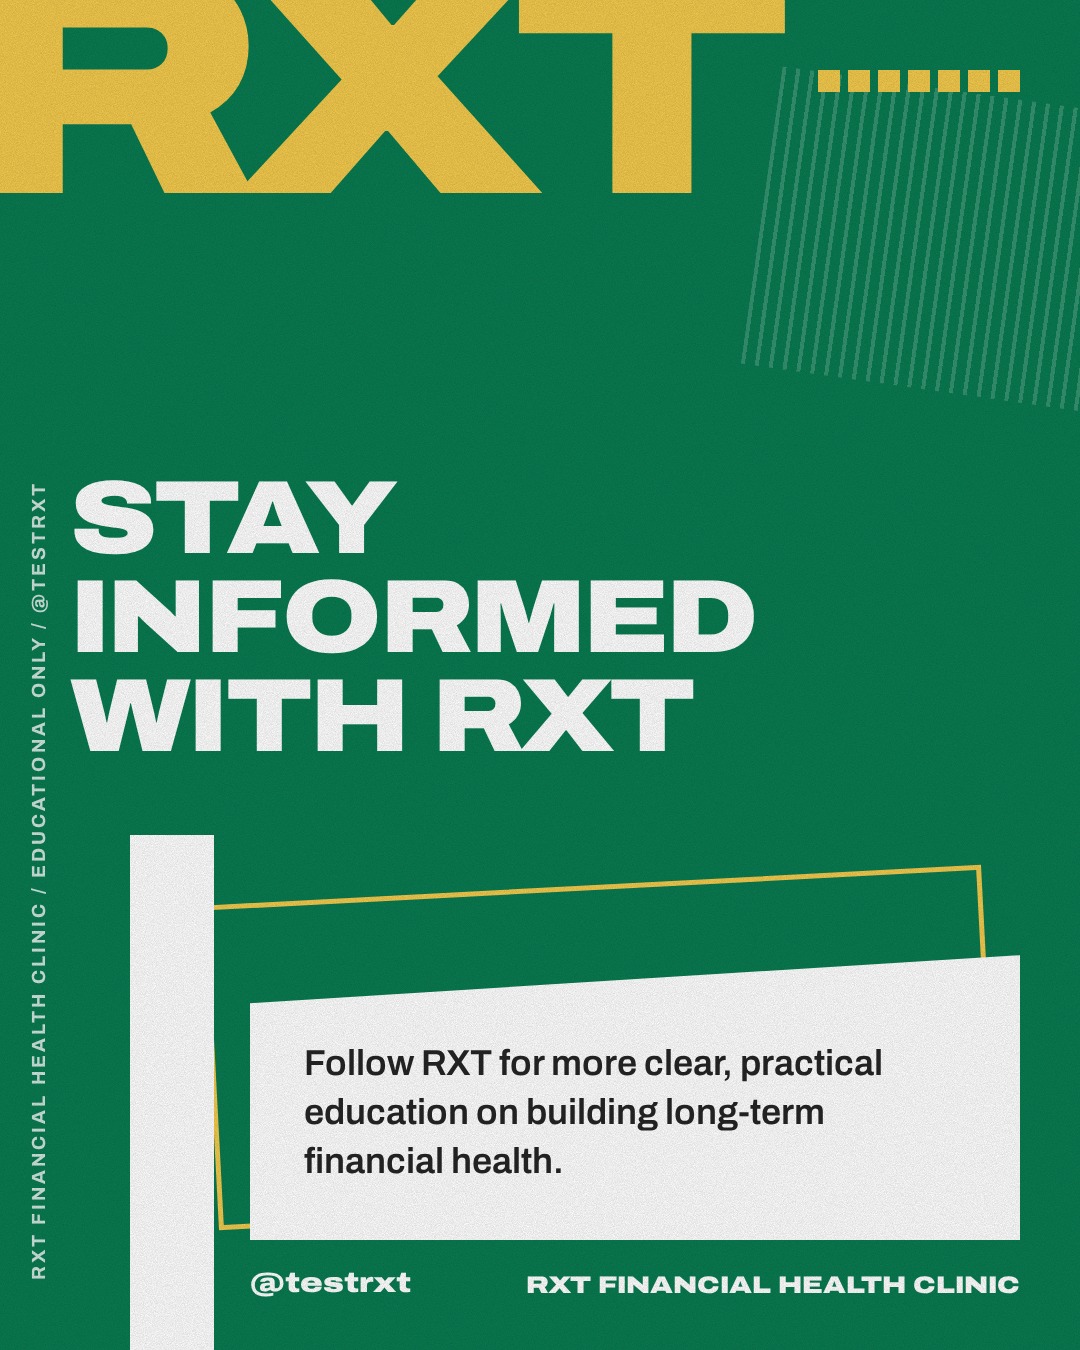 RXT
STAY
INFORMED
WITH RXT
RXT FINANCIAL HEALTH CLINIC / EDUCATIONAL ONLY / @TESTRXT
Follow RXT for more clear, practical
education on building long-term
financial health.
@testrxt
RXT FINANCIAL HEALTH CLINIC